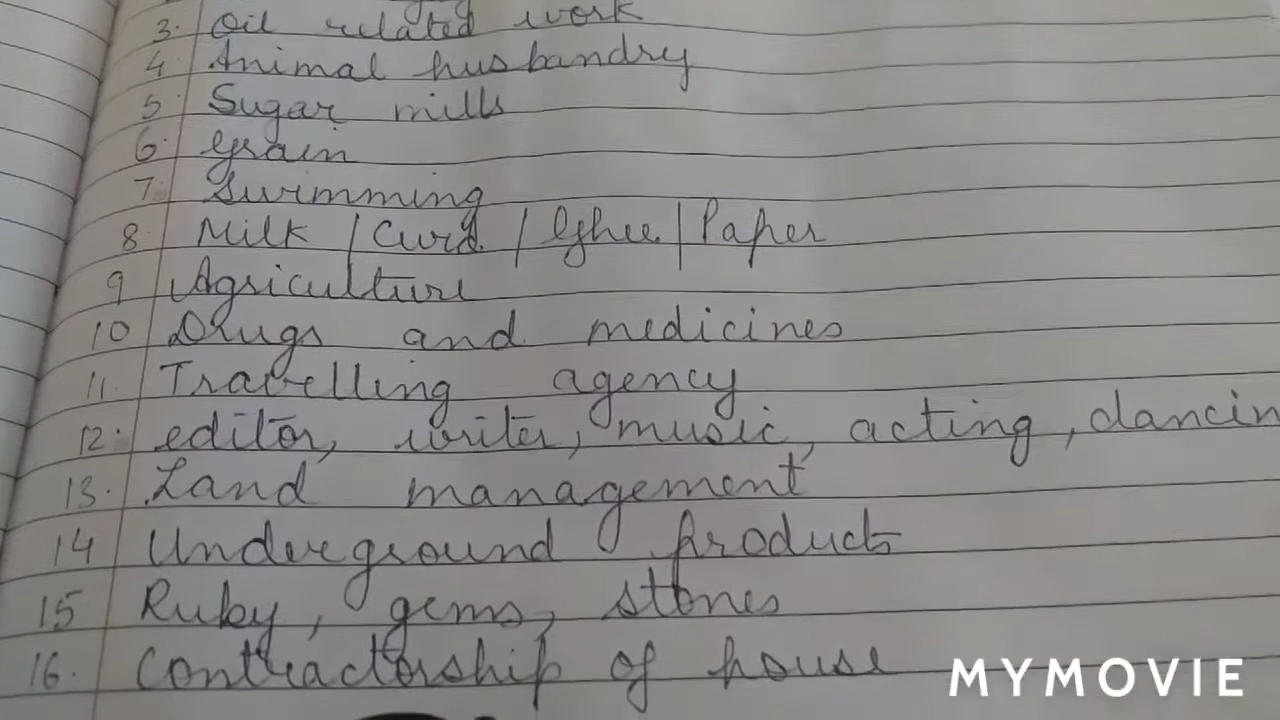 3. Oil related work
4 Animal husbandry
5 Sugar mills
6. Grain
7. Swimming
8 Milk / Curd / Ghee / Paper
9 Agriculture
10 Drugs and medicines
11. Travelling agency
12. editor, writer, music, acting, dancin
13. Land management
14 Underground products
15 Ruby, gems, stones
16. Contractorship of house
MYMOVIE